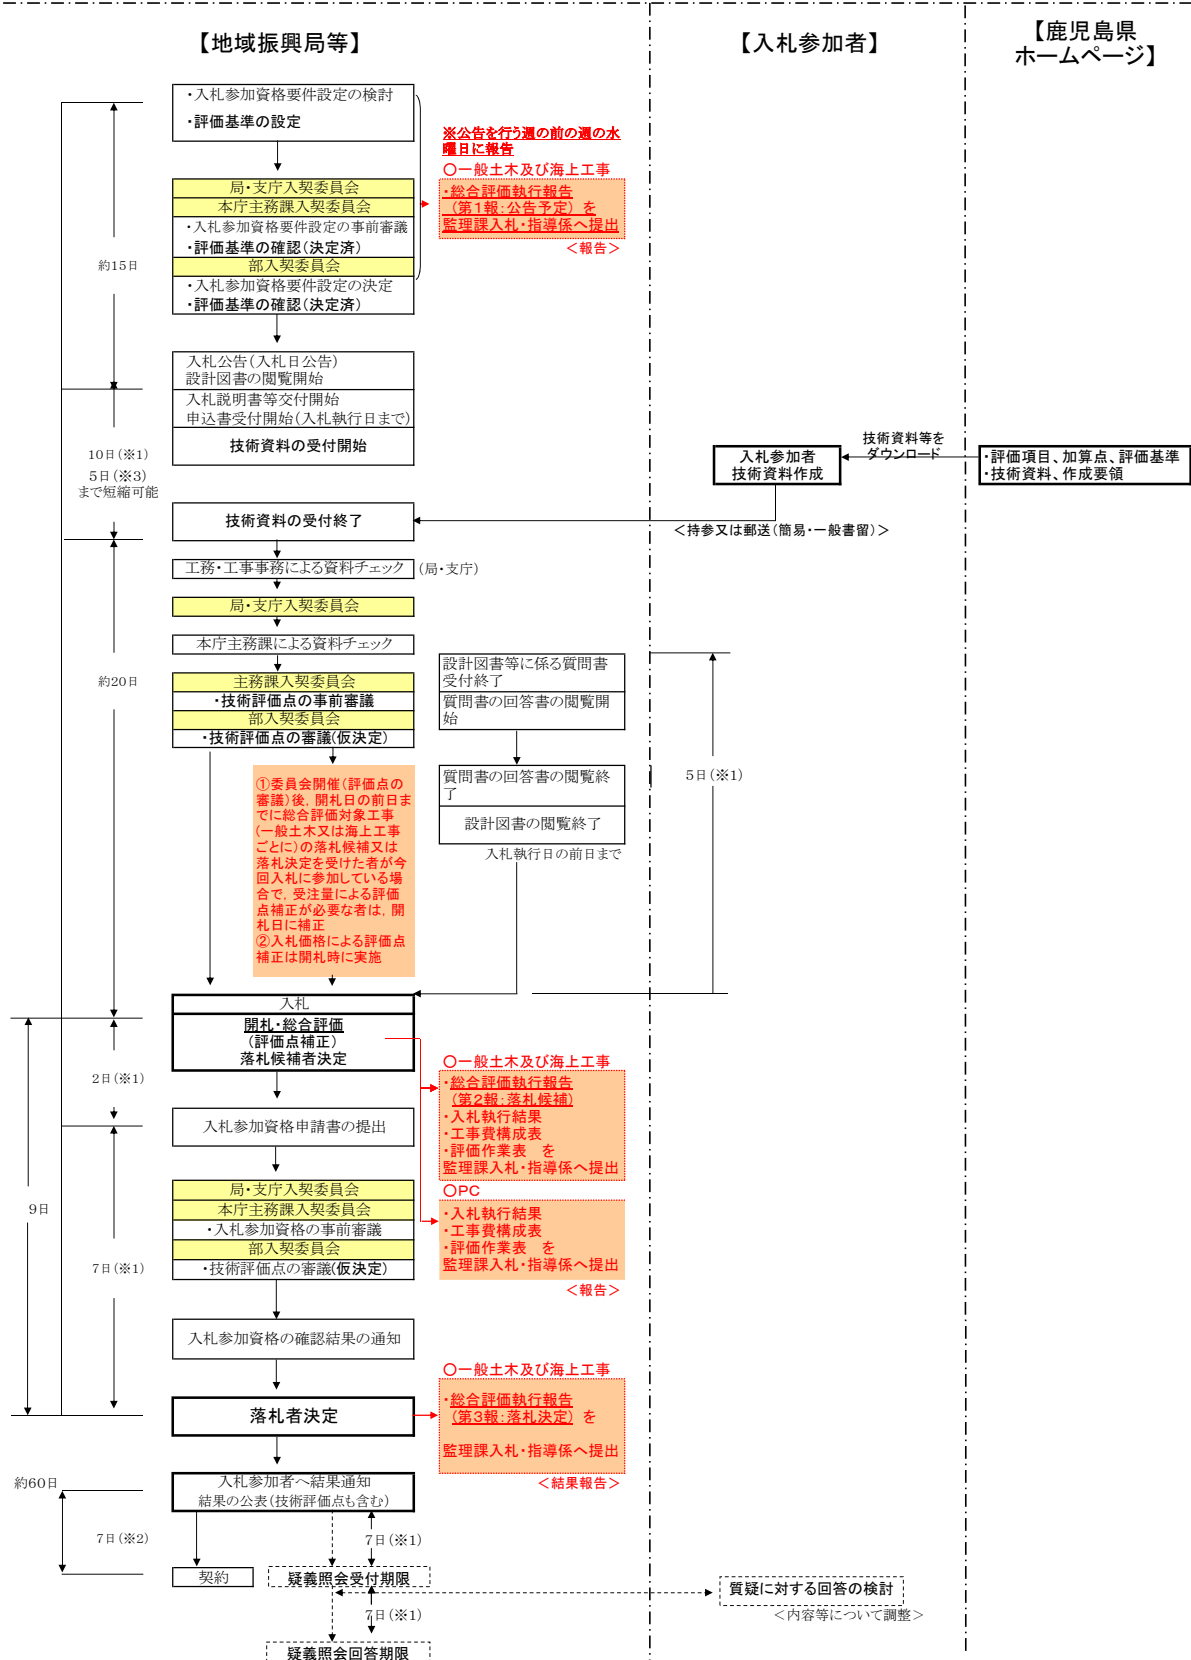 【地域振興局等】
【入札参加者】
【鹿児島県
ホームページ】
・入札参加資格要件設定の検討
・評価基準の設定
※公告を行う週の前の週の水
曜日に報告
〇一般土木及び海上工事
・総合評価執行報告
(第1報:公告予定) を
監理課入札・指導係へ提出
＜報告＞
局・支庁入契委員会
本庁主務課入契委員会
・入札参加資格要件設定の事前審議
・評価基準の確認(決定済)
部入契委員会
・入札参加資格要件設定の決定
・評価基準の確認(決定済)
約15日
入札公告(入札日公告)
設計図書の閲覧開始
入札説明書等交付開始
申込書受付開始(入札執行日まで)
技術資料の受付開始
10日(※1)
5日(※3)
まで短縮可能
技術資料等を
ダウンロード
入札参加者
技術資料作成
・評価項目、加算点、評価基準
・技術資料、作成要領
技術資料の受付終了
＜持参又は郵送(簡易・一般書留)＞
工務・工事事務による資料チェック
(局・支庁)
局・支庁入契委員会
本庁主務課による資料チェック
約20日
主務課入契委員会
・技術評価点の事前審議
部入契委員会
・技術評価点の審議(仮決定)
設計図書等に係る質問書
受付終了
質問書の回答書の閲覧開
始
質問書の回答書の閲覧終
了
設計図書の閲覧終了
入札執行日の前日まで
5日(※1)
①委員会開催(評価点の
審議)後，開札日の前日ま
でに総合評価対象工事
(一般土木又は海上工事
ごとに)の落札候補又は
落札決定を受けた者が今
回入札に参加している場
合で，受注量による評価
点補正が必要な者は，開
札日に補正
②入札価格による評価点
補正は開札時に実施
入札
開札・総合評価
(評価点補正)
落札候補者決定
2日(※1)
〇一般土木及び海上工事
・総合評価執行報告
(第2報:落札候補)
・入札執行結果
・工事費構成表
・評価作業表 を
監理課入札・指導係へ提出
入札参加資格申請書の提出
〇PC
・入札執行結果
・工事費構成表
・評価作業表 を
監理課入札・指導係へ提出
＜報告＞
局・支庁入契委員会
本庁主務課入契委員会
・入札参加資格の事前審議
部入契委員会
・技術評価点の審議(仮決定)
9日
7日(※1)
入札参加資格の確認結果の通知
〇一般土木及び海上工事
・総合評価執行報告
(第3報:落札決定) を
監理課入札・指導係へ提出
＜結果報告＞
落札者決定
約60日
入札参加者へ結果通知
結果の公表(技術評価点も含む)
7日(※2)
7日(※1)
契約
疑義照会受付期限
質疑に対する回答の検討
＜内容等について調整＞
7日(※1)
疑義照会回答期限